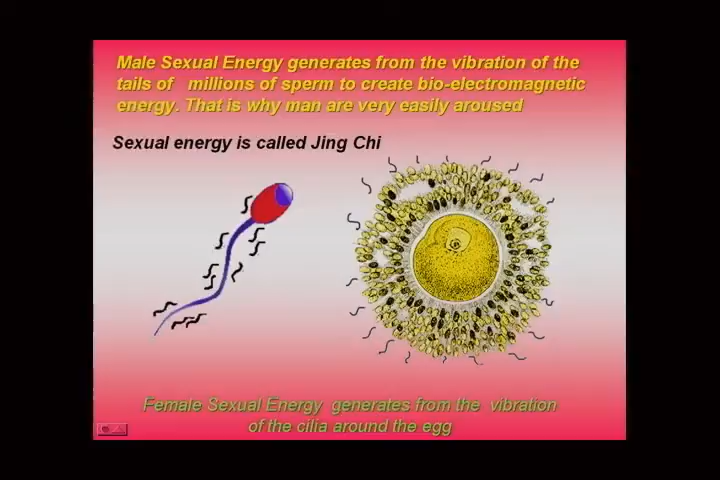 Male Sexual Energy generates from the vibration of the
tails of millions of sperm to create bio-electromagnetic
energy. That is why man are very easily aroused
Sexual energy is called Jing Chi
Female Sexual Energy generates from the vibration
of the cilia around the egg